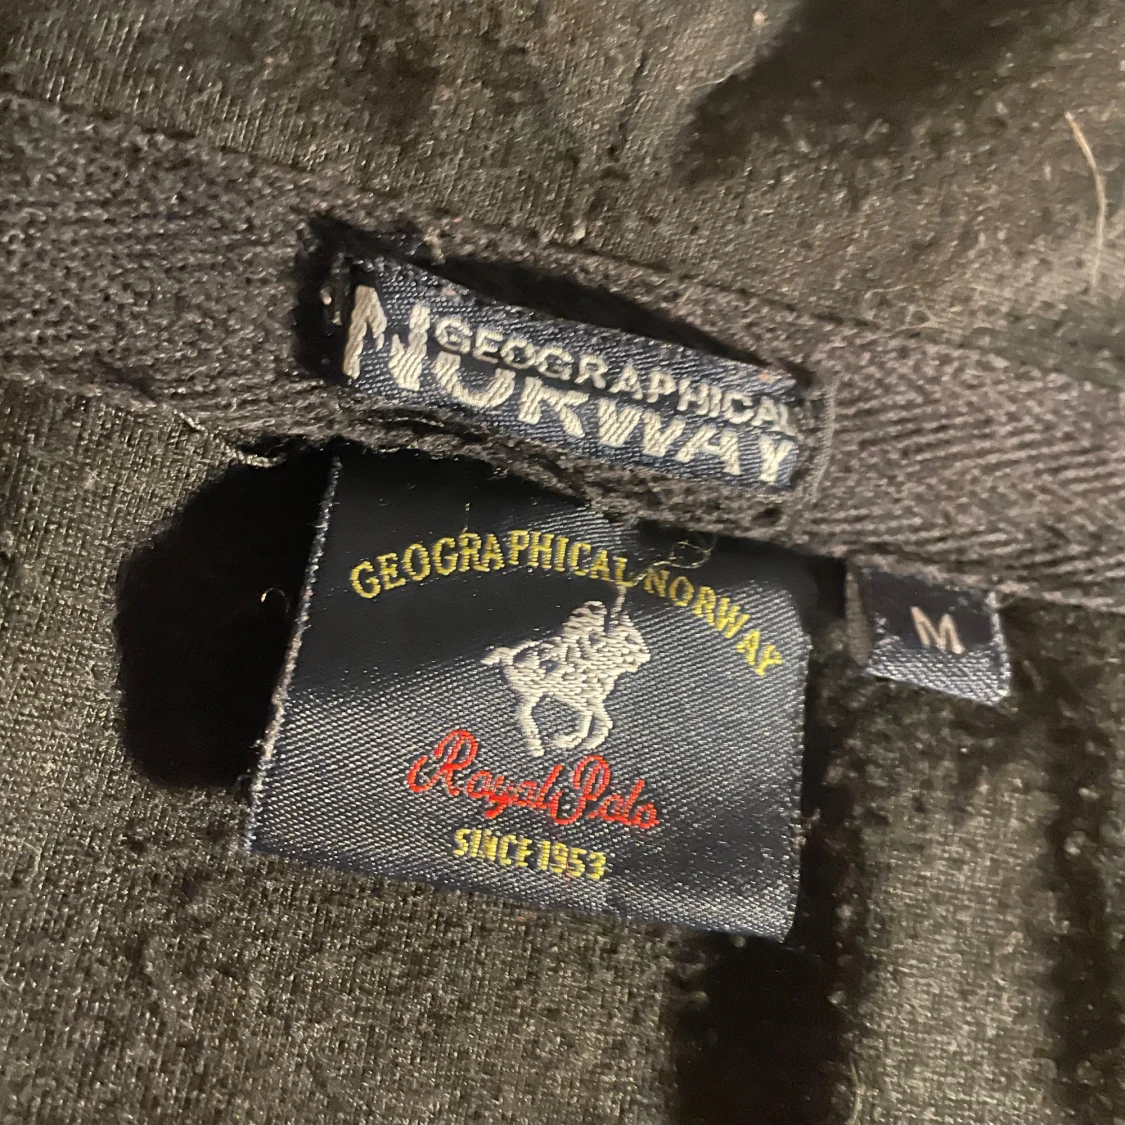 GEOGRAPHICAL
NORWAY
GEOGRAPHICAL NORWAY
M
Royal Polo
SINCE 1953